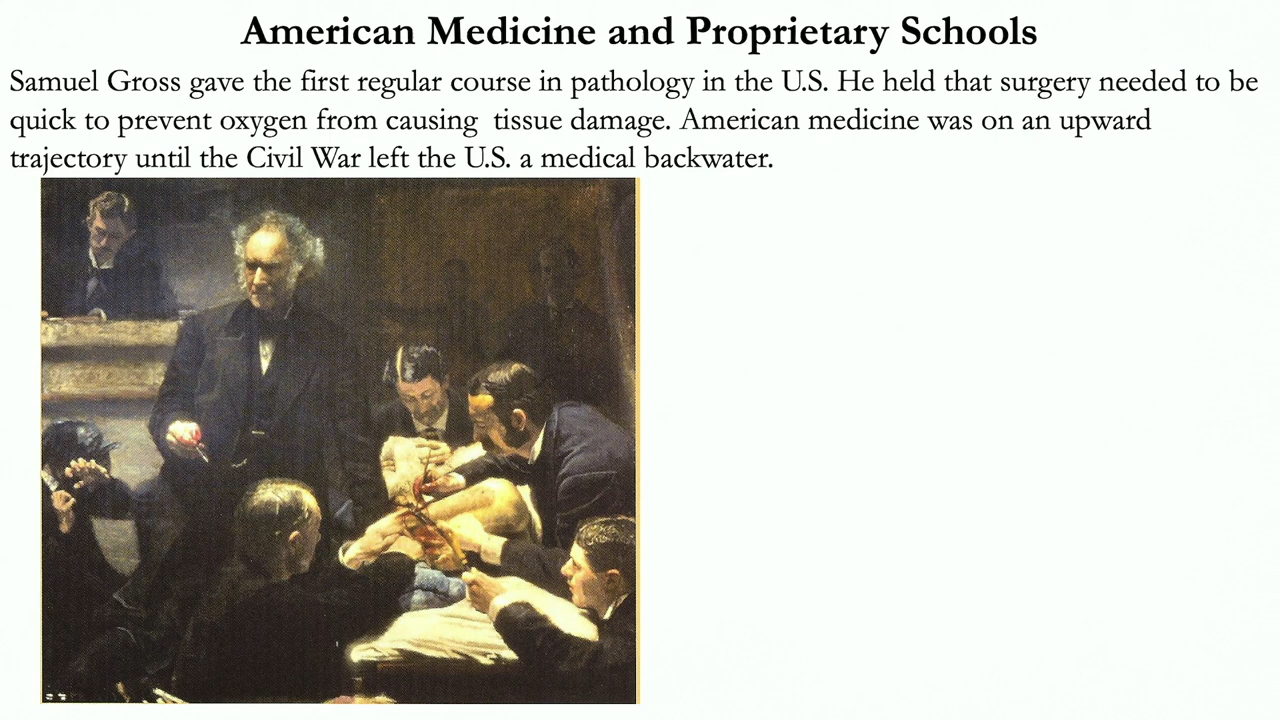 American Medicine and Proprietary Schools
Samuel Gross gave the first regular course in pathology in the U.S. He held that surgery needed to be
quick to prevent oxygen from causing tissue damage. American medicine was on an upward
trajectory until the Civil War left the U.S. a medical backwater.